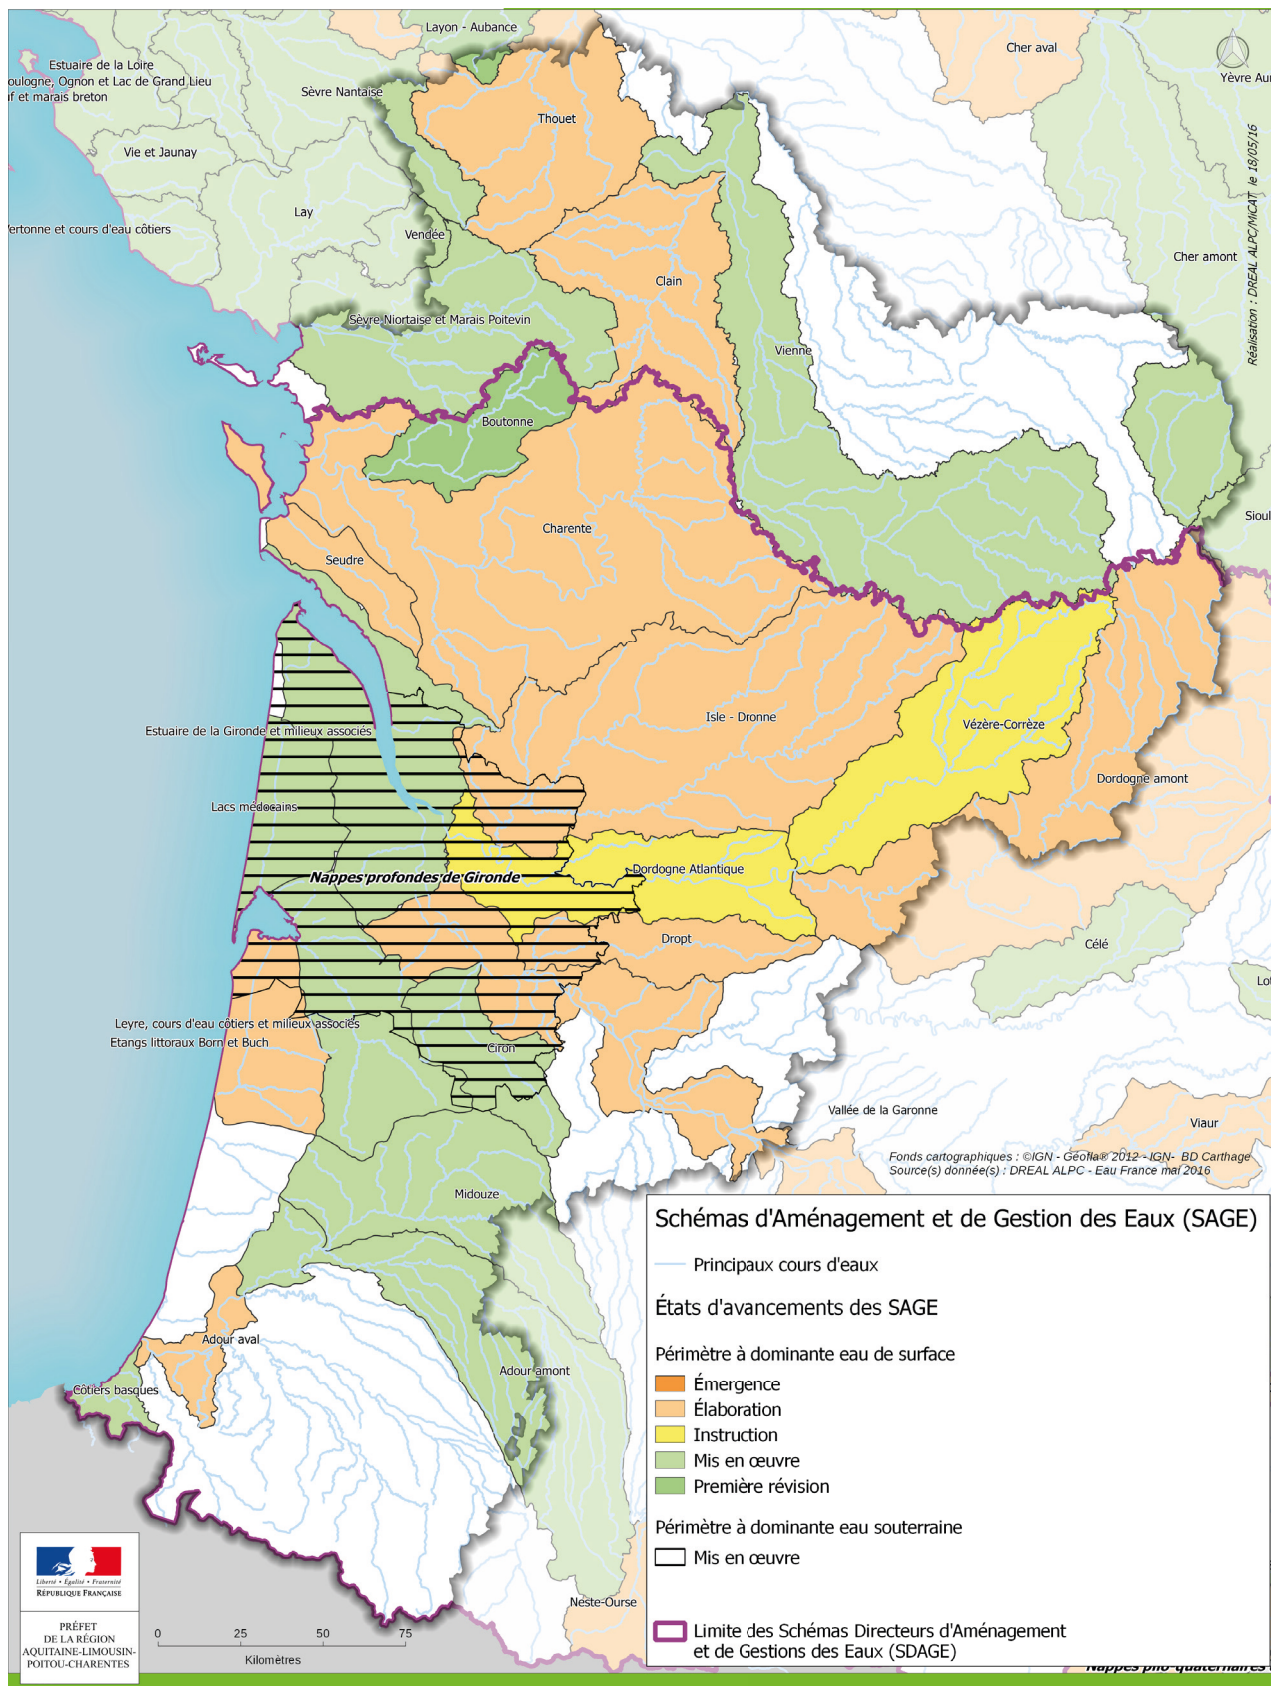 Layon - Aubance
Cher aval
Estuaire de la Loire
oulogne, Ognon et Lac de Grand Lieu
uf et marais breton
Yèvre Au
Sèvre Nantaise
Thouet
Vie et Jaunay
Lay
Vendée
ertonne et cours d'eau côtiers
Cher amont
Clain
Réalisation : DREAL ALPC/MiCAT le 18/05/16
Sèvre Niortaise et Marais Poitevin
Vienne
Boutonne
Charente
Sioul
Seudre
Isle - Dronne
Vézère-Corrèze
Estuaire de la Gironde et milieux associés
Dordogne amont
Lacs médocains
Nappes profondes de Gironde
Dordogne Atlantique
Dropt
Célé
Lot
Leyre, cours d'eau côtiers et milieux associés
Etangs littoraux Born et Buch
Ciron
Vallée de la Garonne
Viaur
Fonds cartographiques : ©IGN - Géofla® 2012 - IGN- BD Carthage
Source(s) donnée(s) : DREAL ALPC - Eau France mai 2016
Midouze
Adour aval
Adour amont
Côtiers basques
Neste-Ourse
Schémas d'Aménagement et de Gestion des Eaux (SAGE)
Principaux cours d'eaux
États d'avancements des SAGE
Périmètre à dominante eau de surface
Émergence
Élaboration
Instruction
Mis en œuvre
Première révision
Périmètre à dominante eau souterraine
Mis en œuvre
Limite des Schémas Directeurs d'Aménagement
et de Gestions des Eaux (SDAGE)
Nappes plio-quaternaires
Liberté • Égalité • Fraternité
RÉPUBLIQUE FRANÇAISE
PRÉFET
DE LA RÉGION
AQUITAINE-LIMOUSIN-
POITOU-CHARENTES
0 25 50 75
Kilomètres